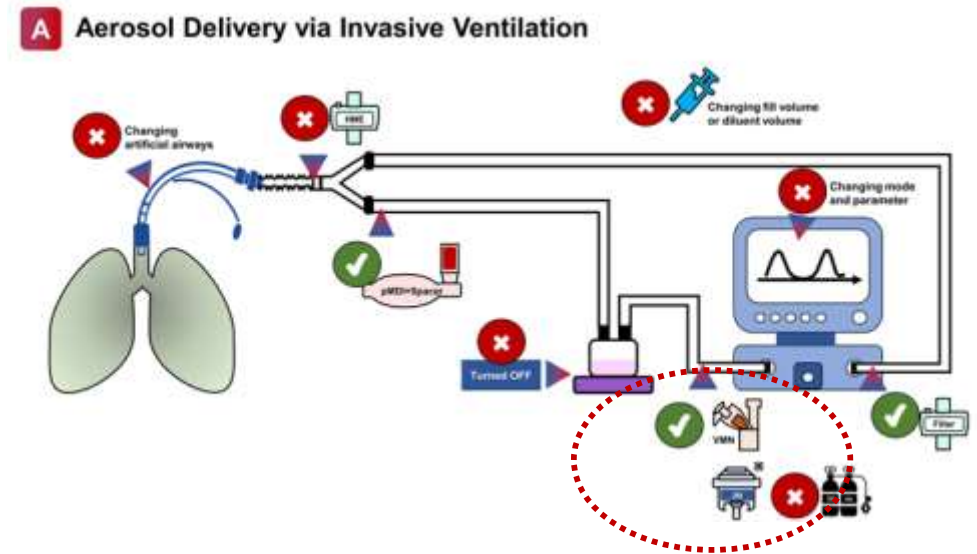 A Aerosol Delivery via Invasive Ventilation
Changing
artificial airways
HME
Changing fill volume
or diluent volume
Changing mode
and parameter
pMDI+Spacer
Turned OFF
VMN
Filter